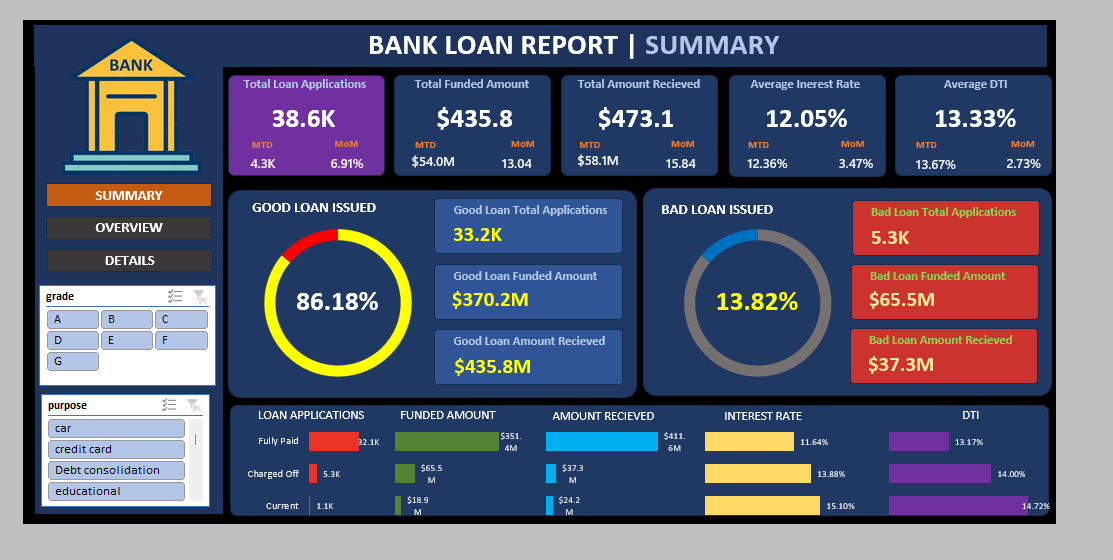 BANK LOAN REPORT | SUMMARY
BANK
Total Loan Applications
38.6K
MTD MoM
4.3K 6.91%
Total Funded Amount
$435.8
MTD MoM
$54.0M 13.04
Total Amount Recieved
$473.1
MTD MoM
$58.1M 15.84
Average Inerest Rate
12.05%
MTD MoM
12.36% 3.47%
Average DTI
13.33%
MTD MoM
13.67% 2.73%
SUMMARY
OVERVIEW
DETAILS
grade
A B C
D E F
G
purpose
car
credit card
Debt consolidation
educational
GOOD LOAN ISSUED
86.18%
Good Loan Total Applications
33.2K
Good Loan Funded Amount
$370.2M
Good Loan Amount Recieved
$435.8M
BAD LOAN ISSUED
13.82%
Bad Loan Total Applications
5.3K
Bad Loan Funded Amount
$65.5M
Bad Loan Amount Recieved
$37.3M
LOAN APPLICATIONS FUNDED AMOUNT AMOUNT RECIEVED INTEREST RATE DTI
Fully Paid 32.1K $351.4M $411.6M 11.64% 13.17%
Charged Off 5.3K $65.5M $37.3M 13.88% 14.00%
Current 1.1K $18.9M $24.2M 15.10% 14.72%